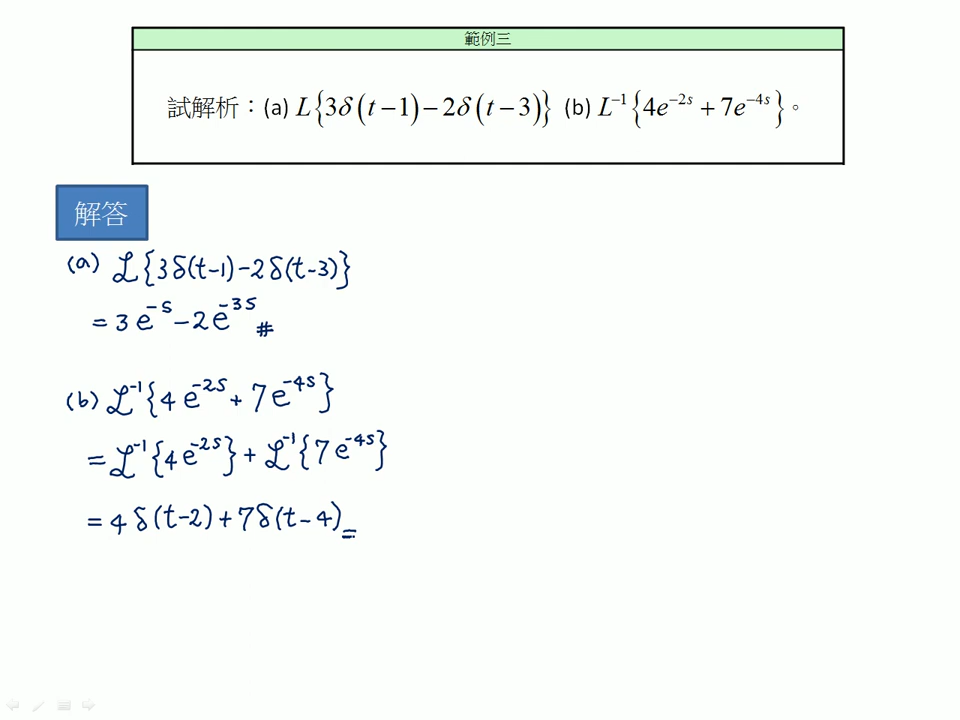 範例三
試解析：(a) L{3δ(t−1)−2δ(t−3)} (b) L⁻¹{4e⁻²ˢ+7e⁻⁴ˢ}。
解答
(a) ℒ{3δ(t−1)−2δ(t−3)}
=3e⁻ˢ−2e⁻³ˢ #
(b) ℒ⁻¹{4e⁻²ˢ+7e⁻⁴ˢ}
=ℒ⁻¹{4e⁻²ˢ}+ℒ⁻¹{7e⁻⁴ˢ}
=4δ(t−2)+7δ(t−4)